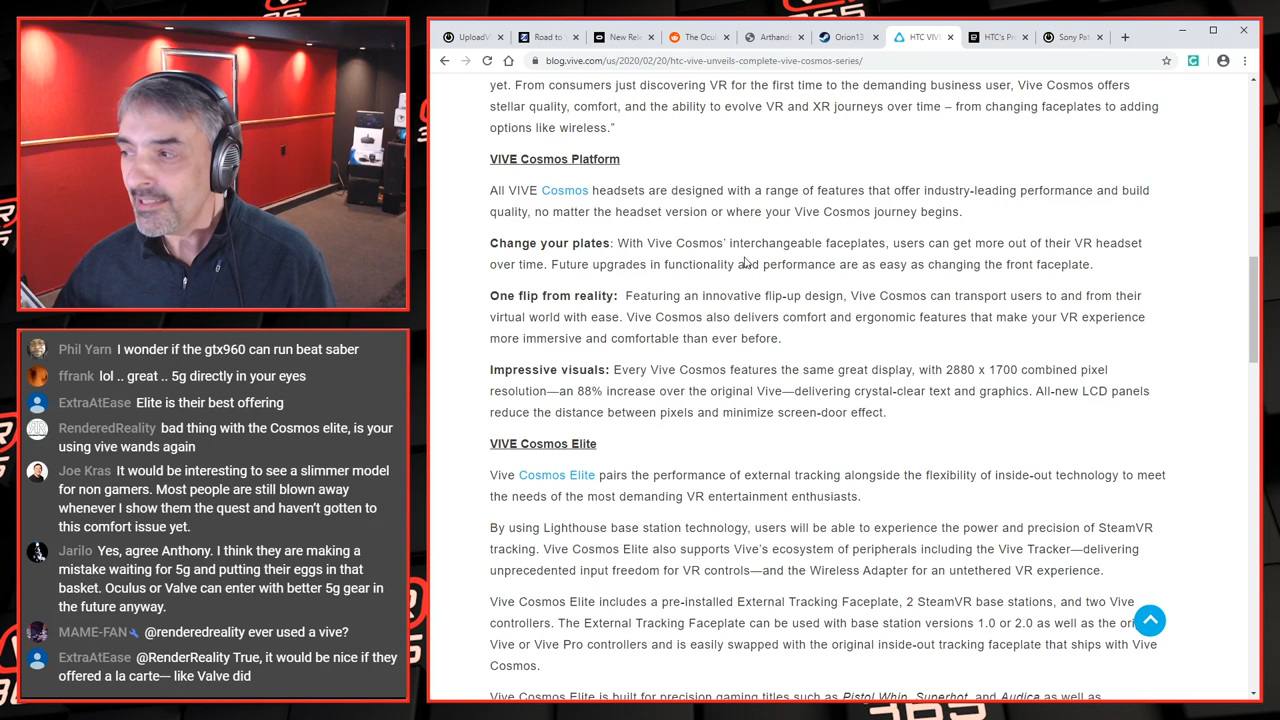 UploadV
Road to
New Rel
The Ocul
Arthand
Orion13
HTC VIV
HTC's Pr
Sony Pat
blog.vive.com/us/2020/02/20/htc-vive-unveils-complete-vive-cosmos-series/
yet. From consumers just discovering VR for the first time to the demanding business user, Vive Cosmos offers
stellar quality, comfort, and the ability to evolve VR and XR journeys over time – from changing faceplates to adding
options like wireless.”
VIVE Cosmos Platform
All VIVE Cosmos headsets are designed with a range of features that offer industry-leading performance and build
quality, no matter the headset version or where your Vive Cosmos journey begins.
Change your plates: With Vive Cosmos’ interchangeable faceplates, users can get more out of their VR headset
over time. Future upgrades in functionality and performance are as easy as changing the front faceplate.
One flip from reality: Featuring an innovative flip-up design, Vive Cosmos can transport users to and from their
virtual world with ease. Vive Cosmos also delivers comfort and ergonomic features that make your VR experience
more immersive and comfortable than ever before.
Impressive visuals: Every Vive Cosmos features the same great display, with 2880 x 1700 combined pixel
resolution—an 88% increase over the original Vive—delivering crystal-clear text and graphics. All-new LCD panels
reduce the distance between pixels and minimize screen-door effect.
VIVE Cosmos Elite
Vive Cosmos Elite pairs the performance of external tracking alongside the flexibility of inside-out technology to meet
the needs of the most demanding VR entertainment enthusiasts.
By using Lighthouse base station technology, users will be able to experience the power and precision of SteamVR
tracking. Vive Cosmos Elite also supports Vive’s ecosystem of peripherals including the Vive Tracker—delivering
unprecedented input freedom for VR controls—and the Wireless Adapter for an untethered VR experience.
Vive Cosmos Elite includes a pre-installed External Tracking Faceplate, 2 SteamVR base stations, and two Vive
controllers. The External Tracking Faceplate can be used with base station versions 1.0 or 2.0 as well as the ori
Vive or Vive Pro controllers and is easily swapped with the original inside-out tracking faceplate that ships with Vive
Cosmos.
Vive Cosmos Elite is built for precision gaming titles such as Pistol Whip, Superhot, and Audica as well as
Phil Yarn I wonder if the gtx960 can run beat saber
ffrank lol .. great .. 5g directly in your eyes
ExtraAtEase Elite is their best offering
RenderedReality bad thing with the Cosmos elite, is your
using vive wands again
Joe Kras It would be interesting to see a slimmer model
for non gamers. Most people are still blown away
whenever I show them the quest and haven’t gotten to
this comfort issue yet.
Jarilo Yes, agree Anthony. I think they are making a
mistake waiting for 5g and putting their eggs in that
basket. Oculus or Valve can enter with better 5g gear in
the future anyway.
MAME-FAN @renderedreality ever used a vive?
ExtraAtEase @RenderReality True, it would be nice if they
offered a la carte— like Valve did